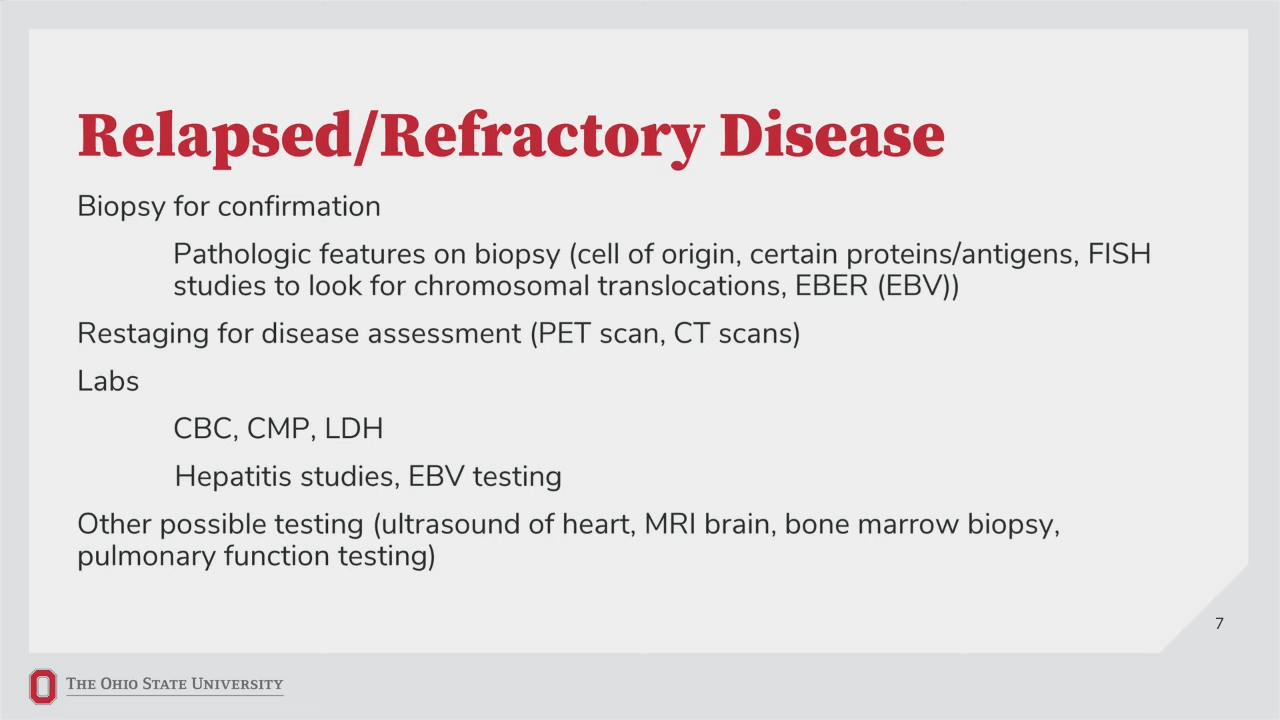 Relapsed/Refractory Disease
Biopsy for confirmation
Pathologic features on biopsy (cell of origin, certain proteins/antigens, FISH
studies to look for chromosomal translocations, EBER (EBV))
Restaging for disease assessment (PET scan, CT scans)
Labs
CBC, CMP, LDH
Hepatitis studies, EBV testing
Other possible testing (ultrasound of heart, MRI brain, bone marrow biopsy,
pulmonary function testing)
7
THE OHIO STATE UNIVERSITY